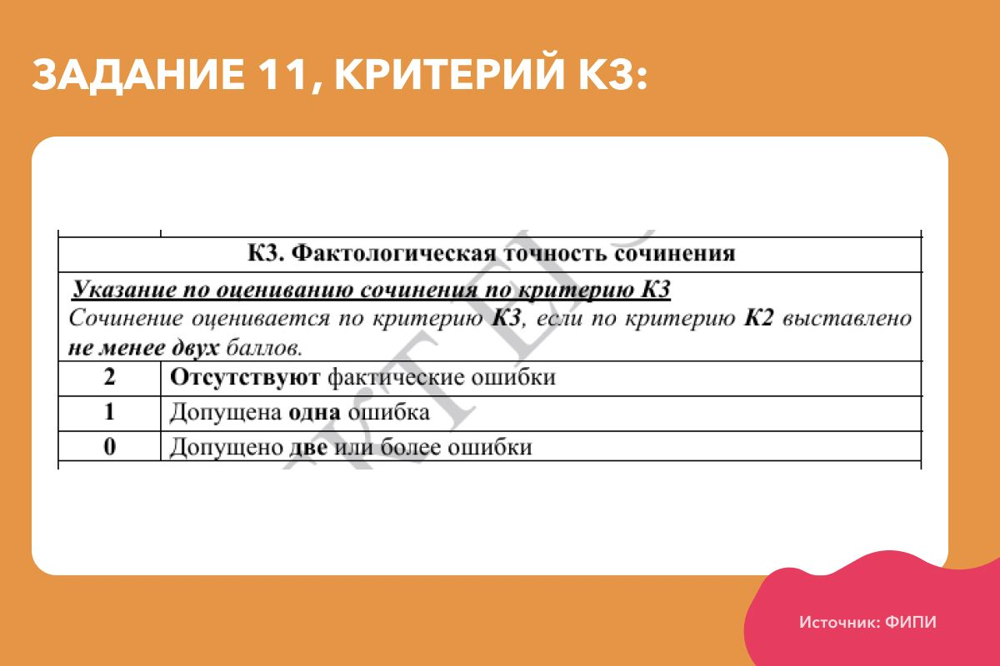 ЗАДАНИЕ 11, КРИТЕРИЙ К3:
К3. Фактологическая точность сочинения
Указание по оцениванию сочинения по критерию К3
Сочинение оценивается по критерию К3, если по критерию К2 выставлено
не менее двух баллов.
2 Отсутствуют фактические ошибки
1 Допущена одна ошибка
0 Допущено две или более ошибки
Источник: ФИПИ